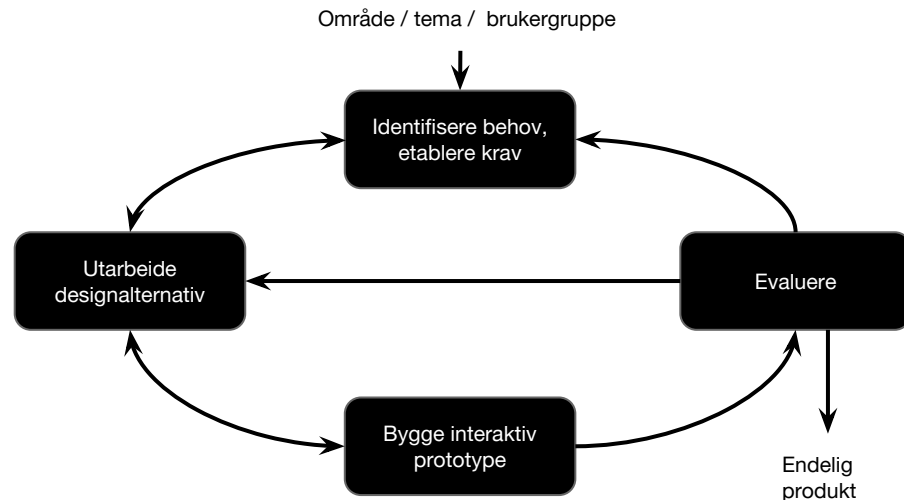 Område / tema / brukergruppe
Identifisere behov,
etablere krav
Utarbeide
designalternativ
Evaluere
Bygge interaktiv
prototype
Endelig
produkt